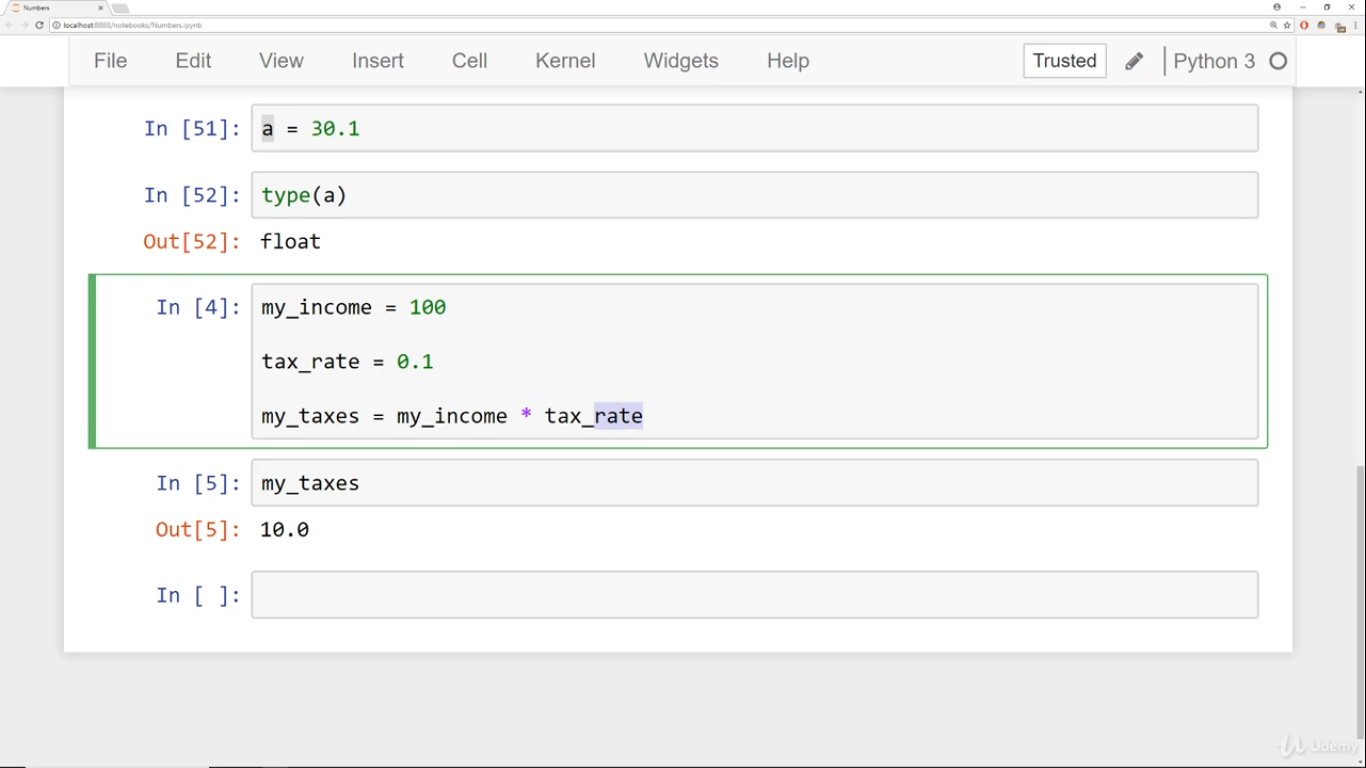 Numbers
localhost:8888/notebooks/Numbers.ipynb
File Edit View Insert Cell Kernel Widgets Help Trusted Python 3
In [51]: a = 30.1
In [52]: type(a)
Out[52]: float
In [4]: my_income = 100
tax_rate = 0.1
my_taxes = my_income * tax_rate
In [5]: my_taxes
Out[5]: 10.0
In [ ]:
Udemy